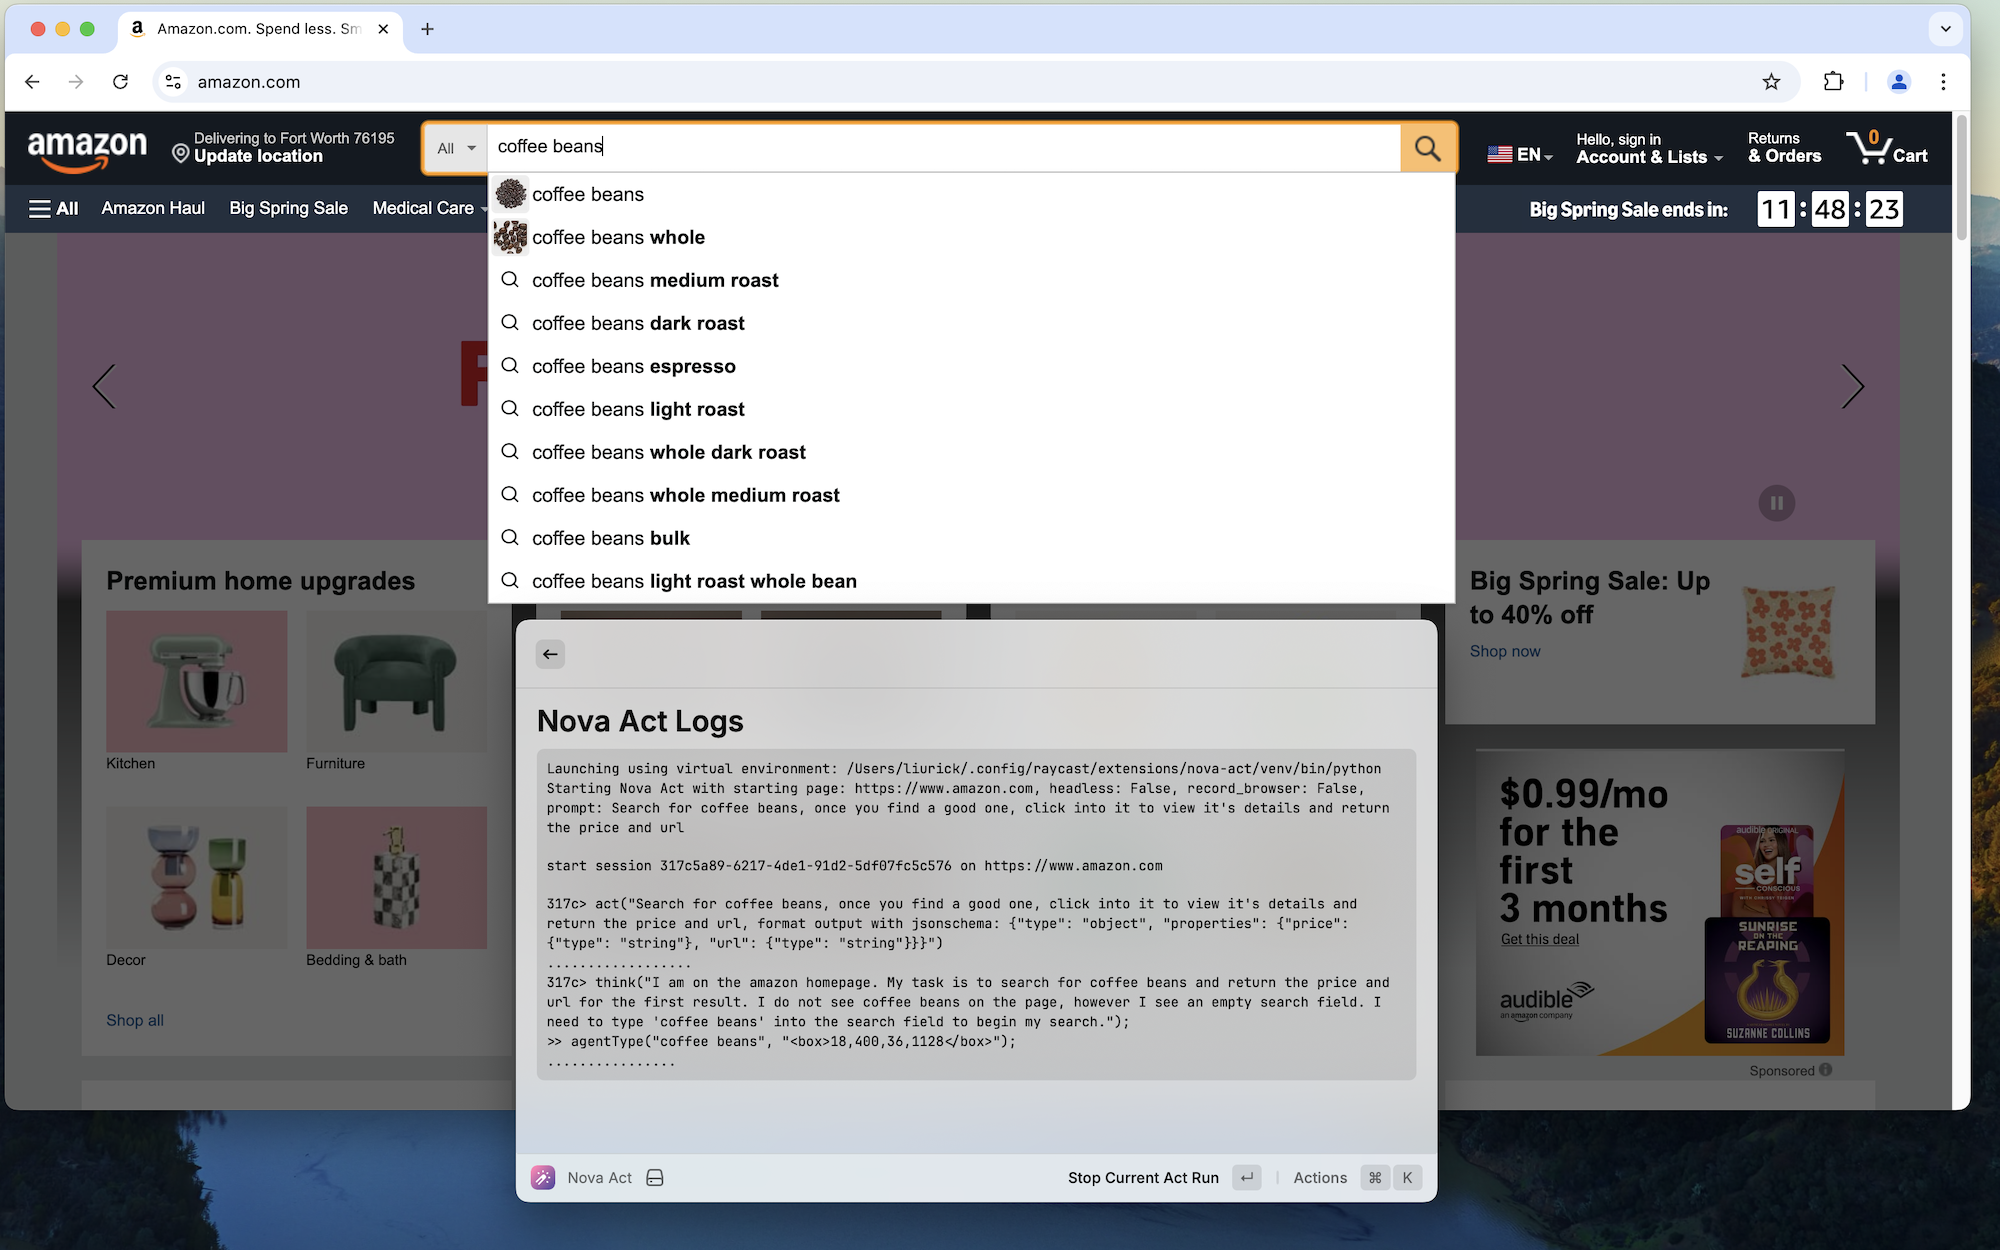 Amazon.com. Spend less. Sm
amazon.com
amazon
Delivering to Fort Worth 76195
Update location
All
coffee beans
EN
Hello, sign in
Account & Lists
Returns
& Orders
0
Cart
All
Amazon Haul
Big Spring Sale
Medical Care
Big Spring Sale ends in:
11:48:23
coffee beans
coffee beans whole
coffee beans medium roast
coffee beans dark roast
coffee beans espresso
coffee beans light roast
coffee beans whole dark roast
coffee beans whole medium roast
coffee beans bulk
coffee beans light roast whole bean
Premium home upgrades
Kitchen
Furniture
Decor
Bedding & bath
Shop all
Big Spring Sale: Up
to 40% off
Shop now
Nova Act Logs
Launching using virtual environment: /Users/liurick/.config/raycast/extensions/nova-act/venv/bin/python
Starting Nova Act with starting page: https://www.amazon.com, headless: False, record_browser: False,
prompt: Search for coffee beans, once you find a good one, click into it to view it's details and return
the price and url
start session 317c5a89-6217-4de1-91d2-5df07fc5c576 on https://www.amazon.com
317c> act("Search for coffee beans, once you find a good one, click into it to view it's details and
return the price and url, format output with jsonschema: {"type": "object", "properties": {"price":
{"type": "string"}, "url": {"type": "string"}}}")
..................
317c> think("I am on the amazon homepage. My task is to search for coffee beans and return the price and
url for the first result. I do not see coffee beans on the page, however I see an empty search field. I
need to type 'coffee beans' into the search field to begin my search.");
>> agentType("coffee beans", "<box>18,400,36,1128</box>");
................
Nova Act
Stop Current Act Run
Actions
⌘ K
$0.99/mo
for the
first
3 months
Get this deal
audible
an amazon company
audible ORIGINAL
self
CONSCIOUS
WITH CHRISSY TEIGEN
SUNRISE
ON THE
REAPING
SUZANNE COLLINS
Sponsored